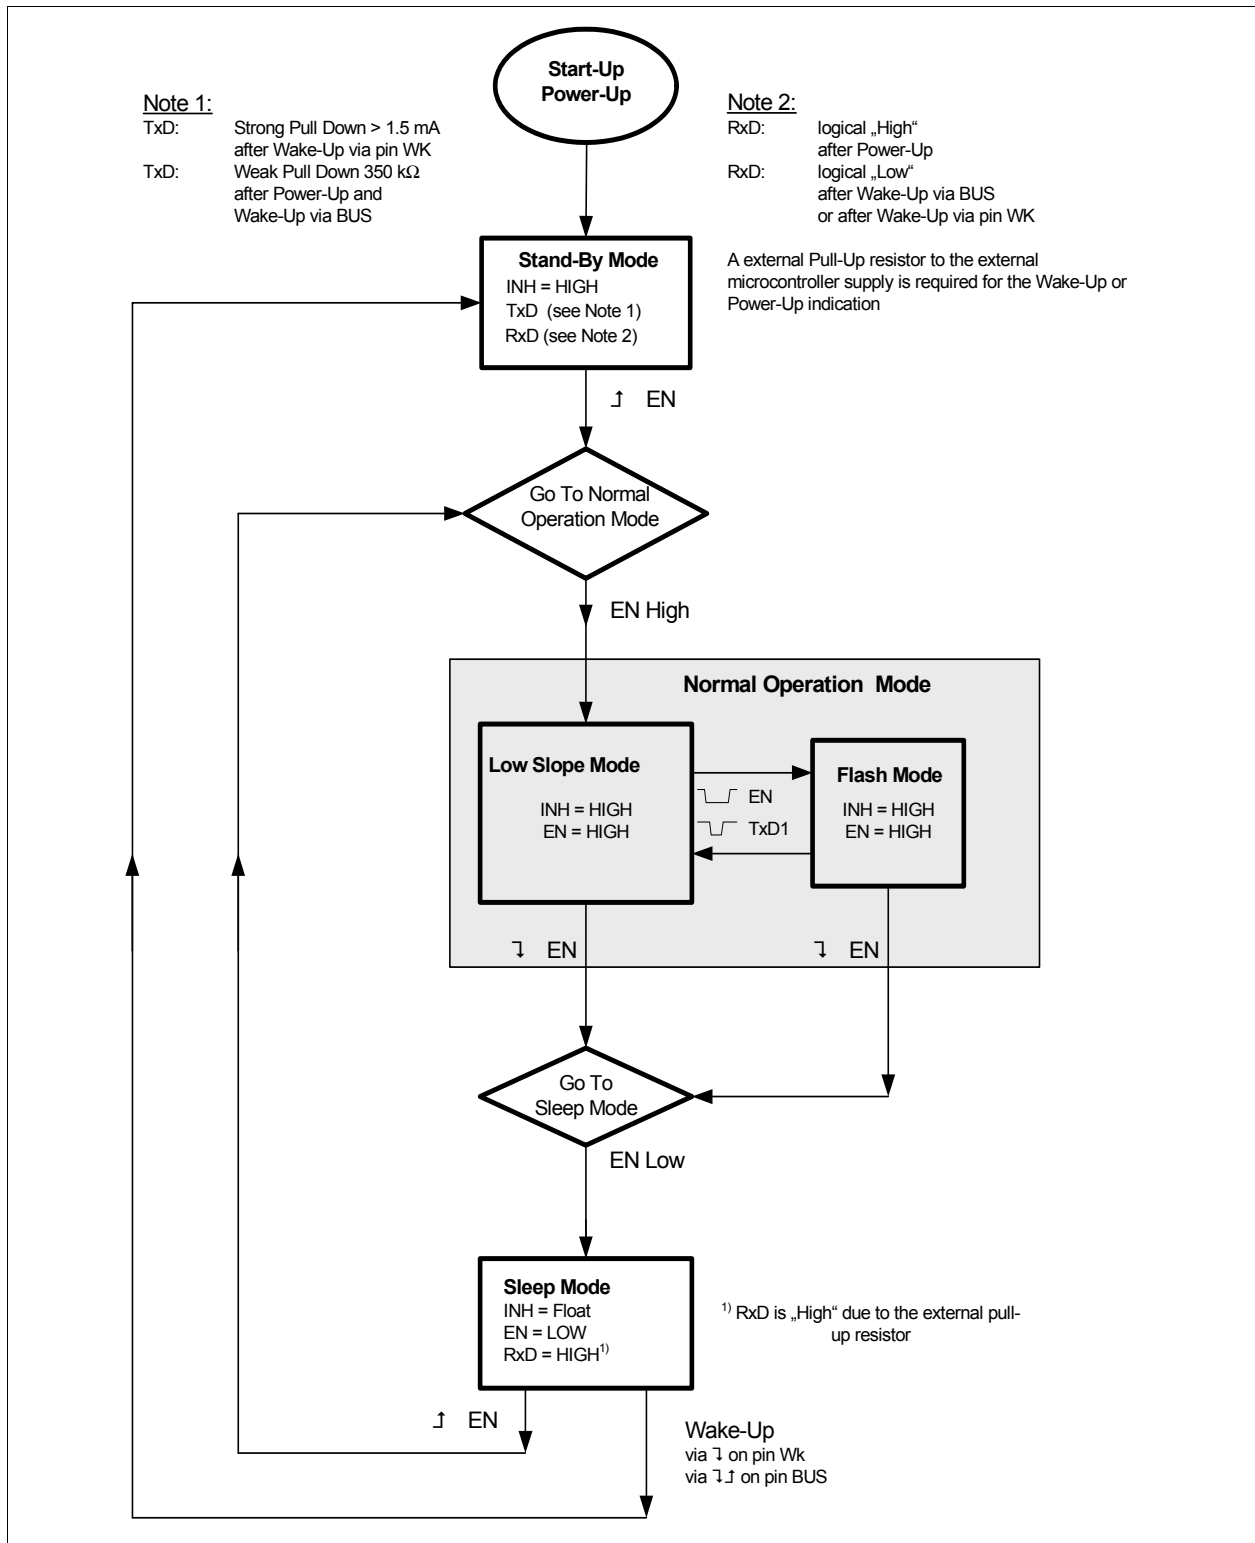 Start-Up
Power-Up
Note 1:
TxD: Strong Pull Down > 1.5 mA
after Wake-Up via pin WK
TxD: Weak Pull Down 350 kΩ
after Power-Up and
Wake-Up via BUS
Note 2:
RxD: logical „High“
after Power-Up
RxD: logical „Low“
after Wake-Up via BUS
or after Wake-Up via pin WK
A external Pull-Up resistor to the external
microcontroller supply is required for the Wake-Up or
Power-Up indication
Stand-By Mode
INH = HIGH
TxD (see Note 1)
RxD (see Note 2)
EN
Go To Normal
Operation Mode
EN High
Normal Operation Mode
Low Slope Mode
INH = HIGH
EN = HIGH
EN
TxD1
Flash Mode
INH = HIGH
EN = HIGH
EN
EN
Go To
Sleep Mode
EN Low
Sleep Mode
INH = Float
EN = LOW
RxD = HIGH1)
1) RxD is „High“ due to the external pull-
up resistor
EN
Wake-Up
via on pin Wk
via on pin BUS